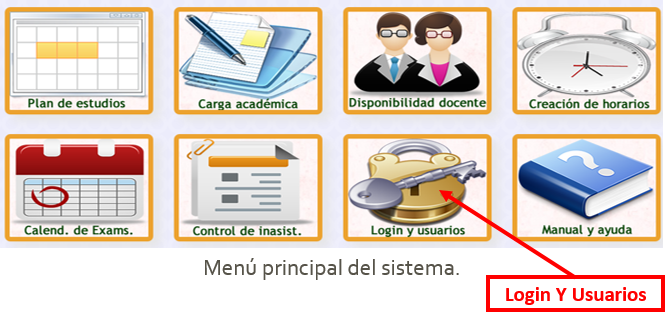 Plan de estudios
Carga académica
Disponibilidad docente
Creación de horarios
Calend. de Exams.
Control de inasist.
Login y usuarios
Manual y ayuda
Menú principal del sistema.
Login Y Usuarios